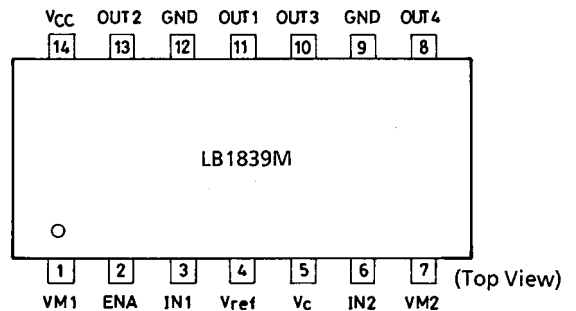 VCC OUT2 GND OUT1 OUT3 GND OUT4
14 13 12 11 10 9 8
LB1839M
1 2 3 4 5 6 7
(Top View)
VM1 ENA IN1 Vref Vc IN2 VM2